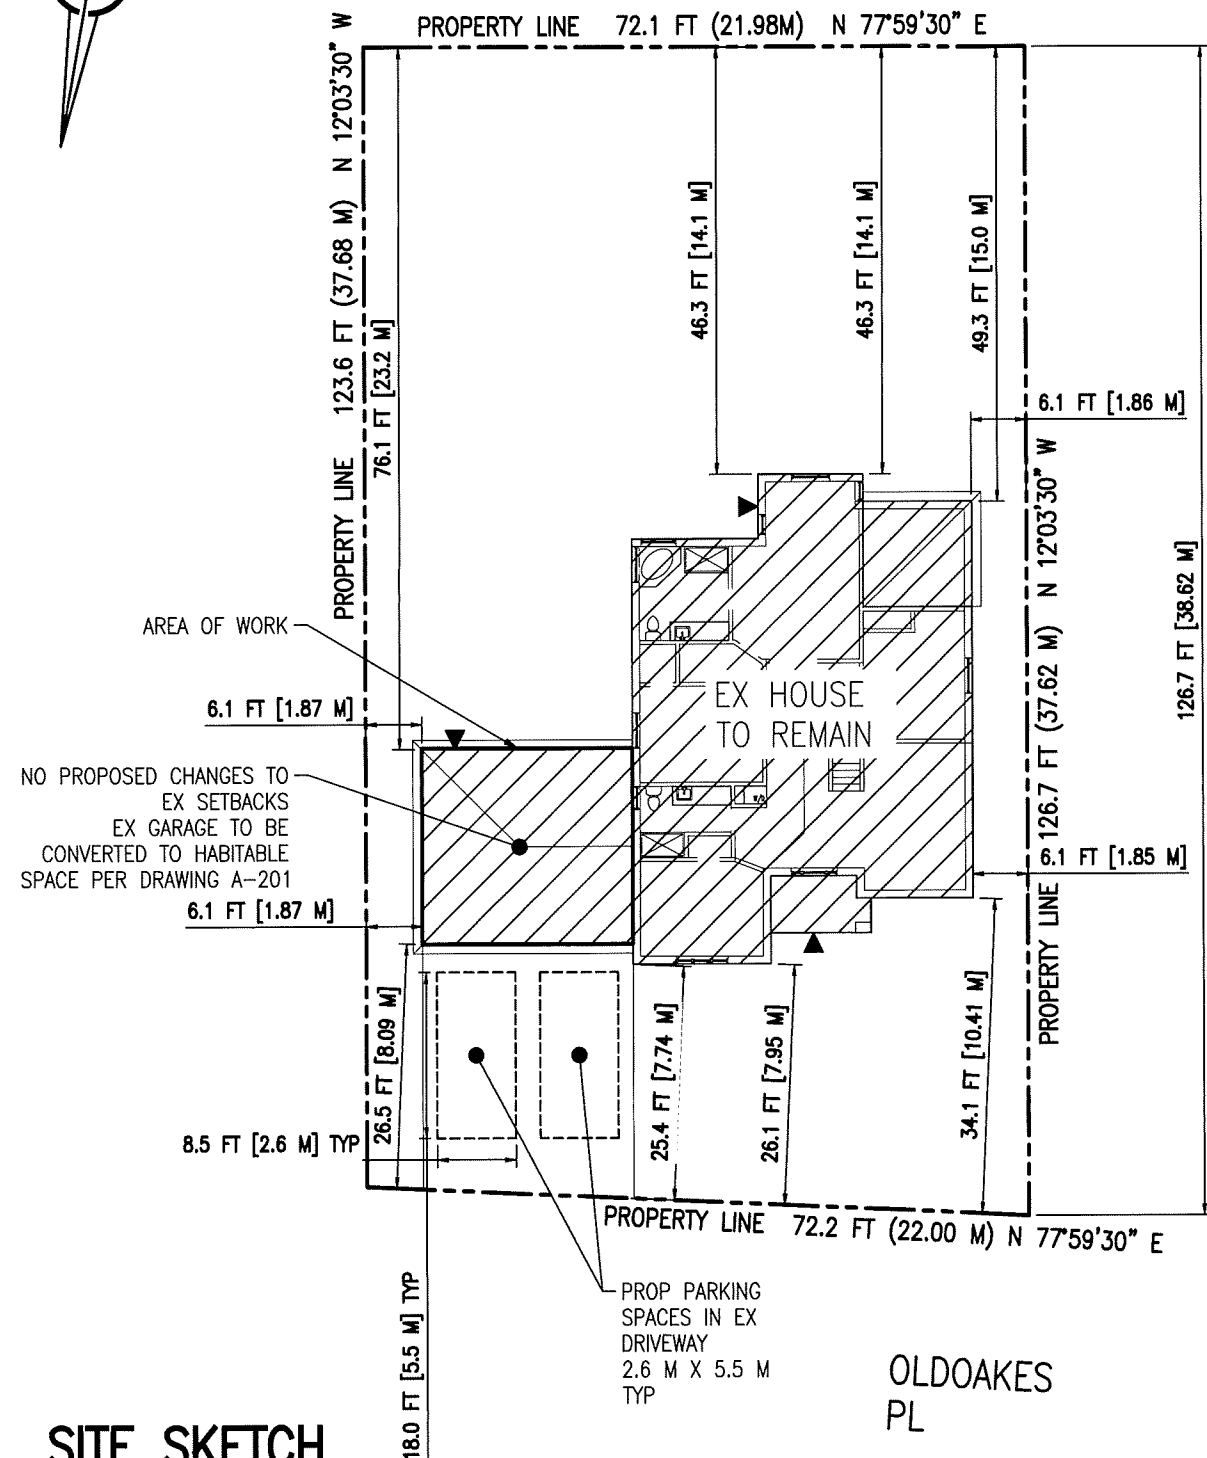 PROPERTY LINE 72.1 FT (21.98M) N 77°59'30" E
PROPERTY LINE 123.6 FT (37.68 M) N 12°03'30" W
76.1 FT [23.2 M]
46.3 FT [14.1 M]
46.3 FT [14.1 M]
49.3 FT [15.0 M]
6.1 FT [1.86 M]
PROPERTY LINE 126.7 FT (37.62 M) N 12°03'30" W
126.7 FT [38.62 M]
AREA OF WORK
6.1 FT [1.87 M]
EX HOUSE
TO REMAIN
NO PROPOSED CHANGES TO
EX SETBACKS
EX GARAGE TO BE
CONVERTED TO HABITABLE
SPACE PER DRAWING A-201
6.1 FT [1.87 M]
6.1 FT [1.85 M]
26.5 FT [8.09 M]
25.4 FT [7.74 M]
26.1 FT [7.95 M]
34.1 FT [10.41 M]
8.5 FT [2.6 M] TYP
PROPERTY LINE 72.2 FT (22.00 M) N 77°59'30" E
18.0 FT [5.5 M] TYP
PROP PARKING
SPACES IN EX
DRIVEWAY
2.6 M X 5.5 M
TYP
OLDOAKES
PL
SITE SKETCH